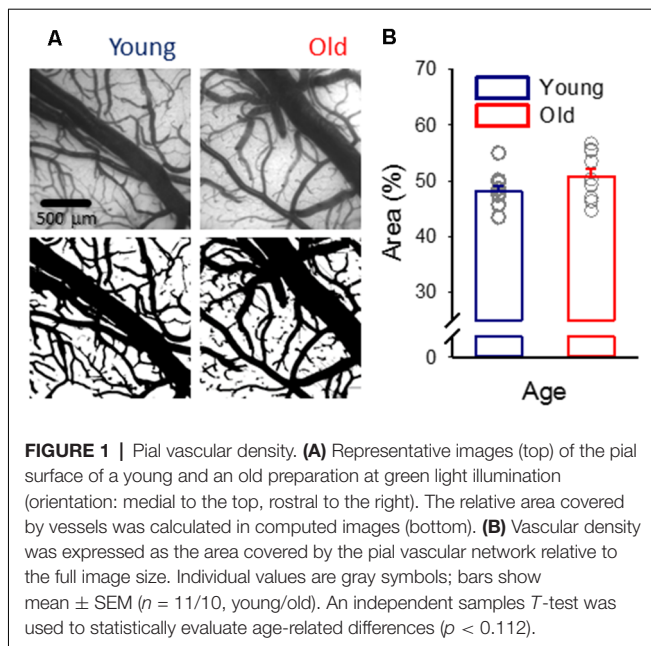 A
Young
Old
500 µm
B
70
60
50
40
30
0
Area (%)
Young
Old
Age
FIGURE 1 | Pial vascular density. (A) Representative images (top) of the pial
surface of a young and an old preparation at green light illumination
(orientation: medial to the top, rostral to the right). The relative area covered
by vessels was calculated in computed images (bottom). (B) Vascular density
was expressed as the area covered by the pial vascular network relative to
the full image size. Individual values are gray symbols; bars show
mean ± SEM (n = 11/10, young/old). An independent samples T-test was
used to statistically evaluate age-related differences (p < 0.112).